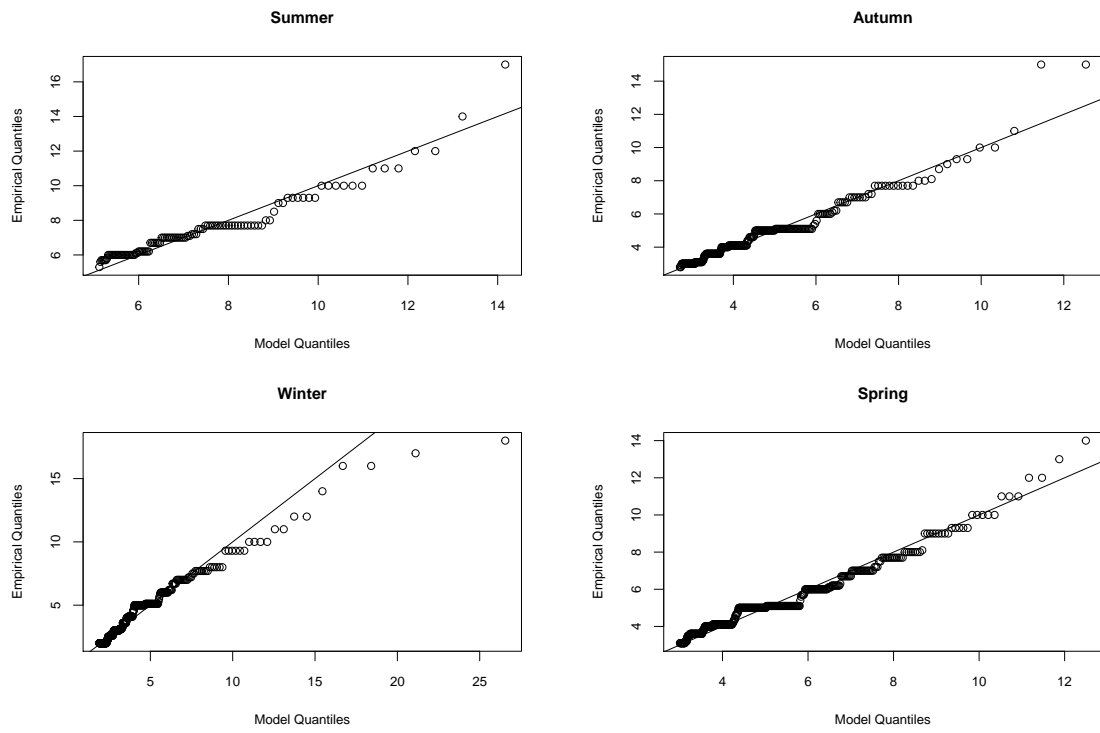 Summer
Empirical Quantiles
16
14
12
10
8
6
6 8 10 12 14
Model Quantiles
Autumn
Empirical Quantiles
14
12
10
8
6
4
4 6 8 10 12
Model Quantiles
Winter
Empirical Quantiles
15
10
5
5 10 15 20 25
Model Quantiles
Spring
Empirical Quantiles
14
12
10
8
6
4
4 6 8 10 12
Model Quantiles